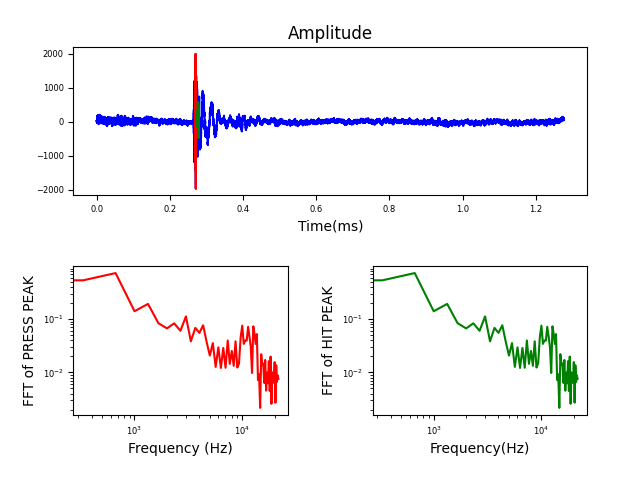 Amplitude
2000
1000
0
−1000
−2000
0.0 0.2 0.4 0.6 0.8 1.0 1.2
Time(ms)
FFT of PRESS PEAK
10⁻¹
10⁻²
10³ 10⁴
Frequency (Hz)
FFT of HIT PEAK
10⁻¹
10⁻²
10³ 10⁴
Frequency(Hz)